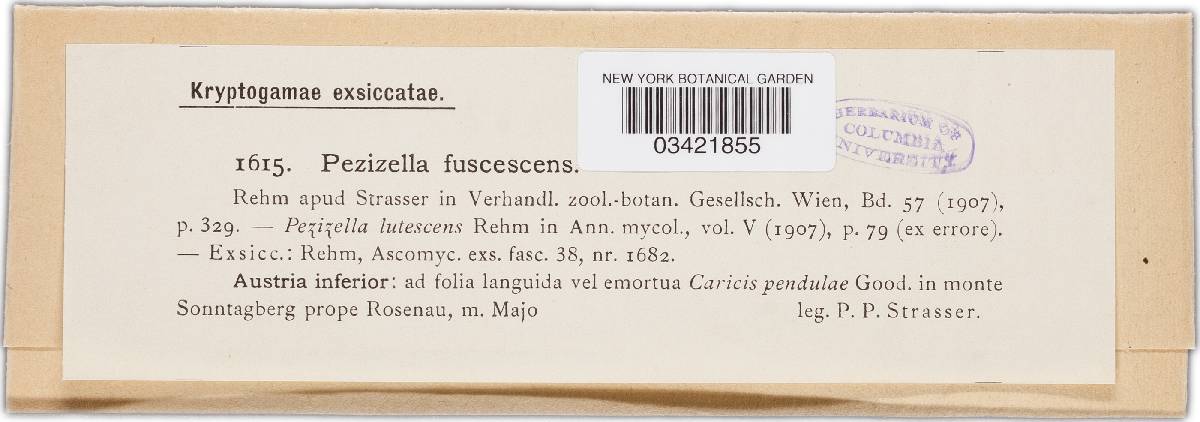 Kryptogamae exsiccatae.
NEW YORK BOTANICAL GARDEN
03421855
HERBARIUM OF
COLUMBIA
UNIVERSITY
1615. Pezizella fuscescens.
Rehm apud Strasser in Verhandl. zool.-botan. Gesellsch. Wien, Bd. 57 (1907),
p. 329. — Pezizella lutescens Rehm in Ann. mycol., vol. V (1907), p. 79 (ex errore).
— Exsicc.: Rehm, Ascomyc. exs. fasc. 38, nr. 1682.
Austria inferior: ad folia languida vel emortua Caricis pendulae Good. in monte
Sonntagberg prope Rosenau, m. Majo leg. P. P. Strasser.